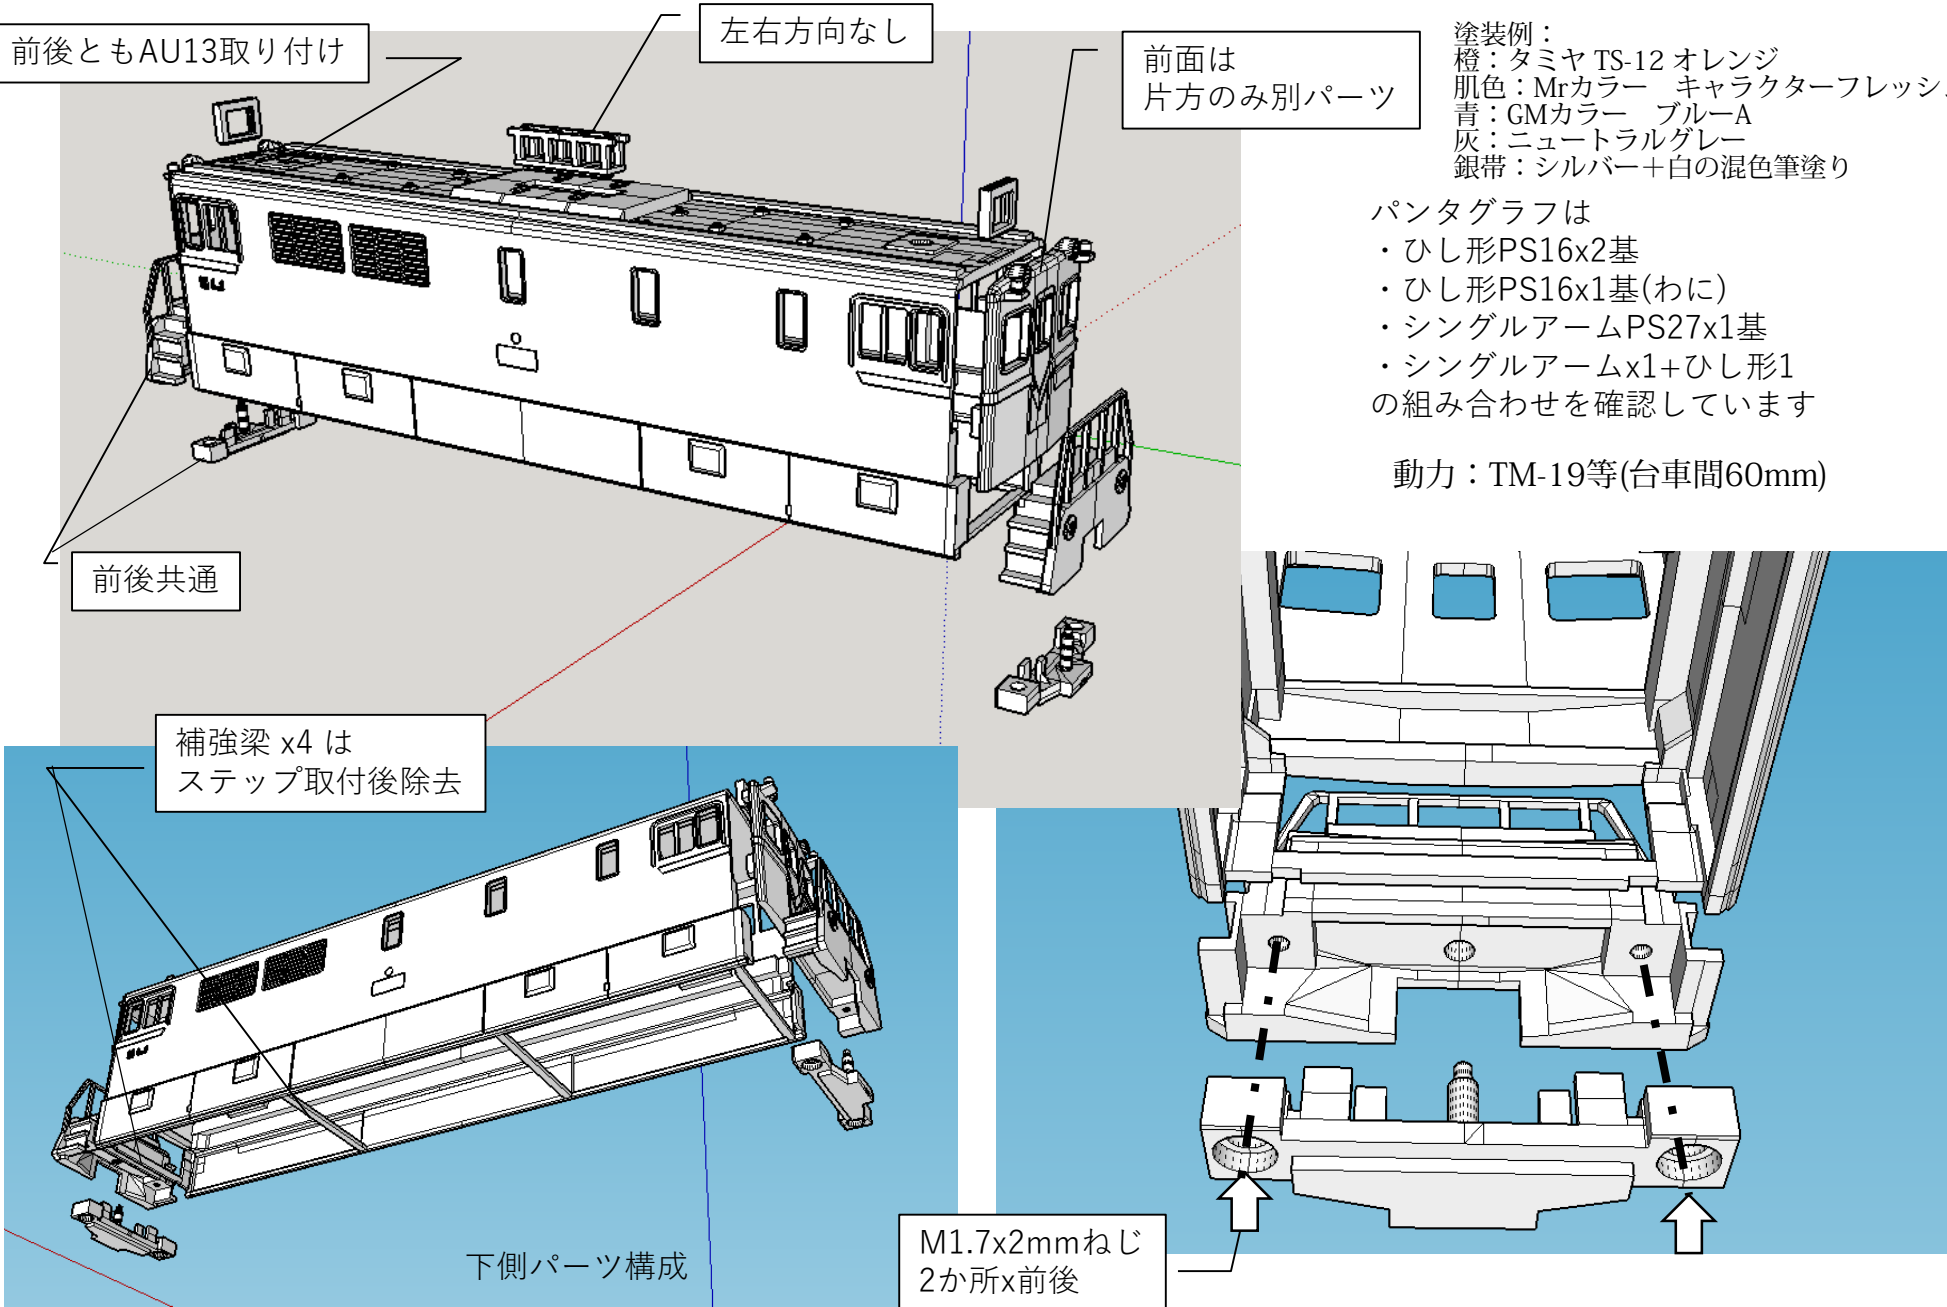 前後ともAU13取り付け
左右方向なし
前面は
片方のみ別パーツ
塗装例：
橙：タミヤ TS-12 オレンジ
肌色：Mrカラー　キャラクターフレッシ
青：GMカラー　ブルーA
灰：ニュートラルグレー
銀帯：シルバー＋白の混色筆塗り
パンタグラフは
・ひし形PS16x2基
・ひし形PS16x1基(わに)
・シングルアームPS27x1基
・シングルアームx1+ひし形1
の組み合わせを確認しています
動力：TM-19等(台車間60mm)
前後共通
補強梁 x4 は
ステップ取付後除去
下側パーツ構成
M1.7x2mmねじ
2か所x前後